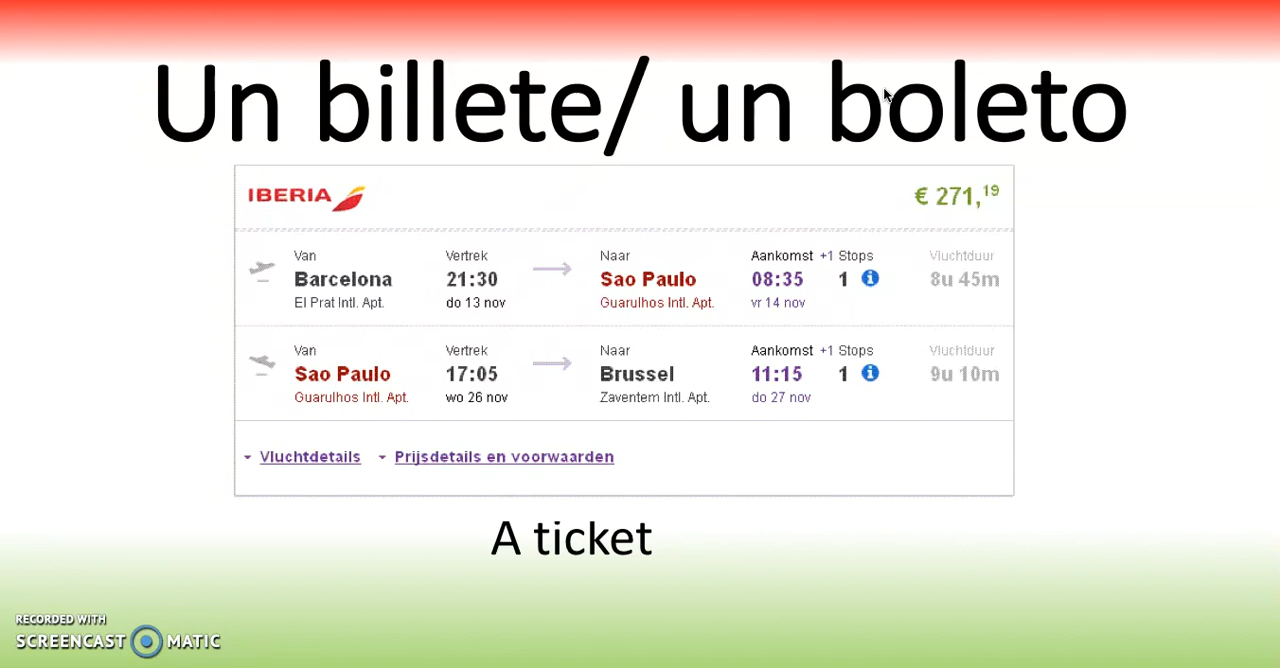 Un billete/ un boleto
IBERIA € 271,19
Van Vertrek Naar Aankomst +1 Stops Vluchtduur
Barcelona 21:30 Sao Paulo 08:35 1 8u 45m
El Prat Intl. Apt. do 13 nov Guarulhos Intl. Apt. vr 14 nov
Van Vertrek Naar Aankomst +1 Stops Vluchtduur
Sao Paulo 17:05 Brussel 11:15 1 9u 10m
Guarulhos Intl. Apt. wo 26 nov Zaventem Intl. Apt. do 27 nov
Vluchtdetails Prijsdetails en voorwaarden
A ticket
RECORDED WITH
SCREENCAST MATIC